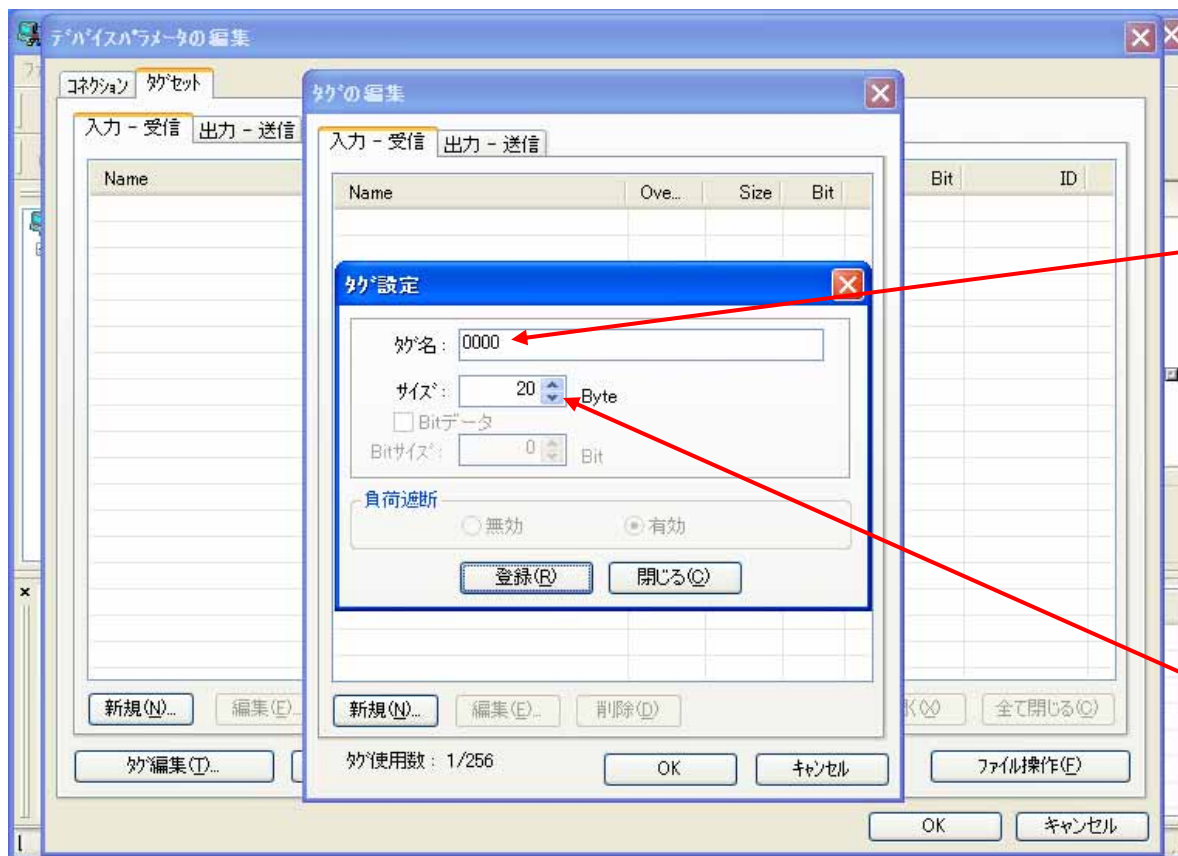 デバイスパラメータの編集
コネクション タグセット
入力 - 受信 出力 - 送信
Name Bit ID
タグの編集
入力 - 受信 出力 - 送信
Name Ove... Size Bit
タグ設定
タグ名: 0000
サイズ: 20 Byte
Bitデータ
Bitサイズ: 0 Bit
負荷遮断
無効 有効
登録(R) 閉じる(C)
新規(N)... 編集(E)... 削除(D)
タグ使用数: 1/256
OK キャンセル
新規(N)... 編集(E)... 全て閉じる(C)
タグ編集(T)... ファイル操作(F)
OK キャンセル